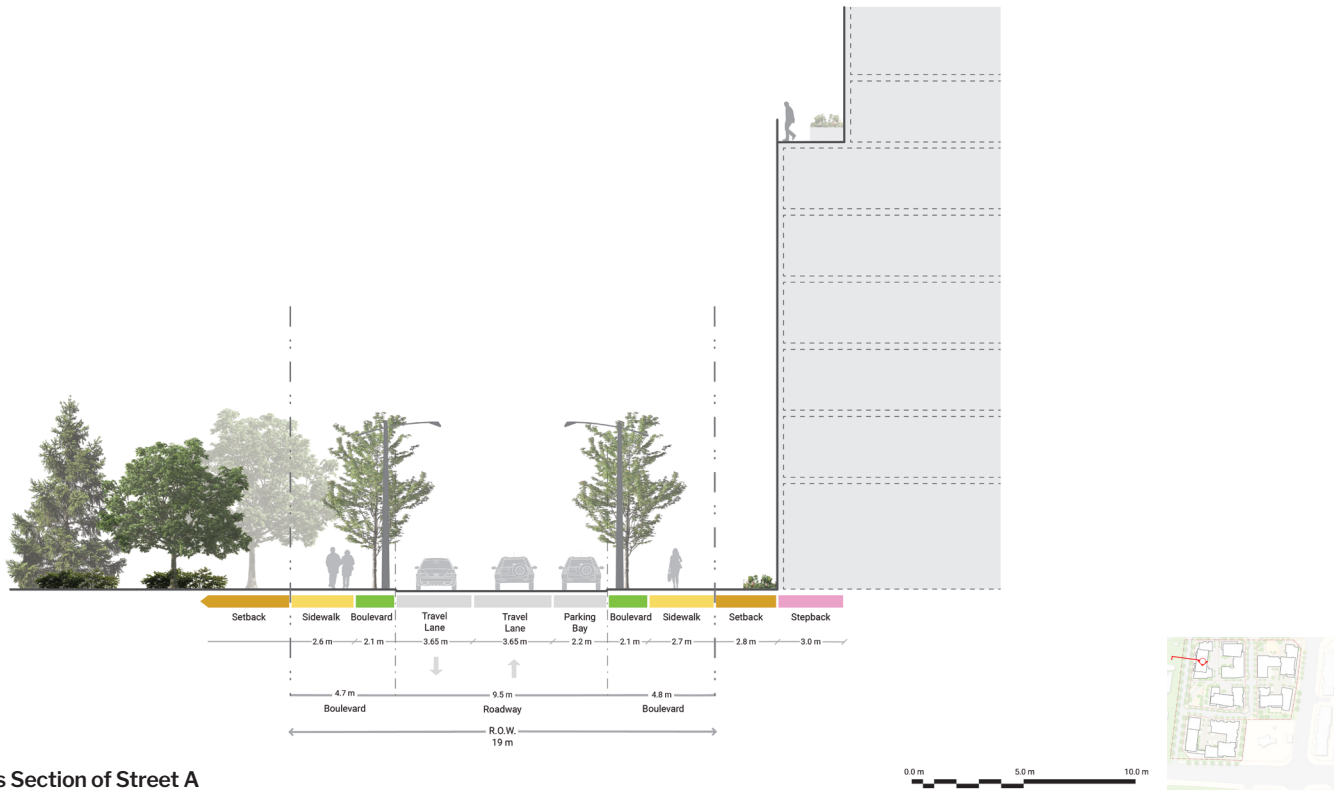 Setback
Sidewalk
Boulevard
Travel
Lane
Travel
Lane
Parking
Bay
Boulevard
Sidewalk
Setback
Stepback
2.6 m
2.1 m
3.65 m
3.65 m
2.2 m
2.1 m
2.7 m
2.8 m
3.0 m
4.7 m
9.5 m
4.8 m
Boulevard
Roadway
Boulevard
R.O.W.
19 m
0.0 m
5.0 m
10.0 m
s Section of Street A